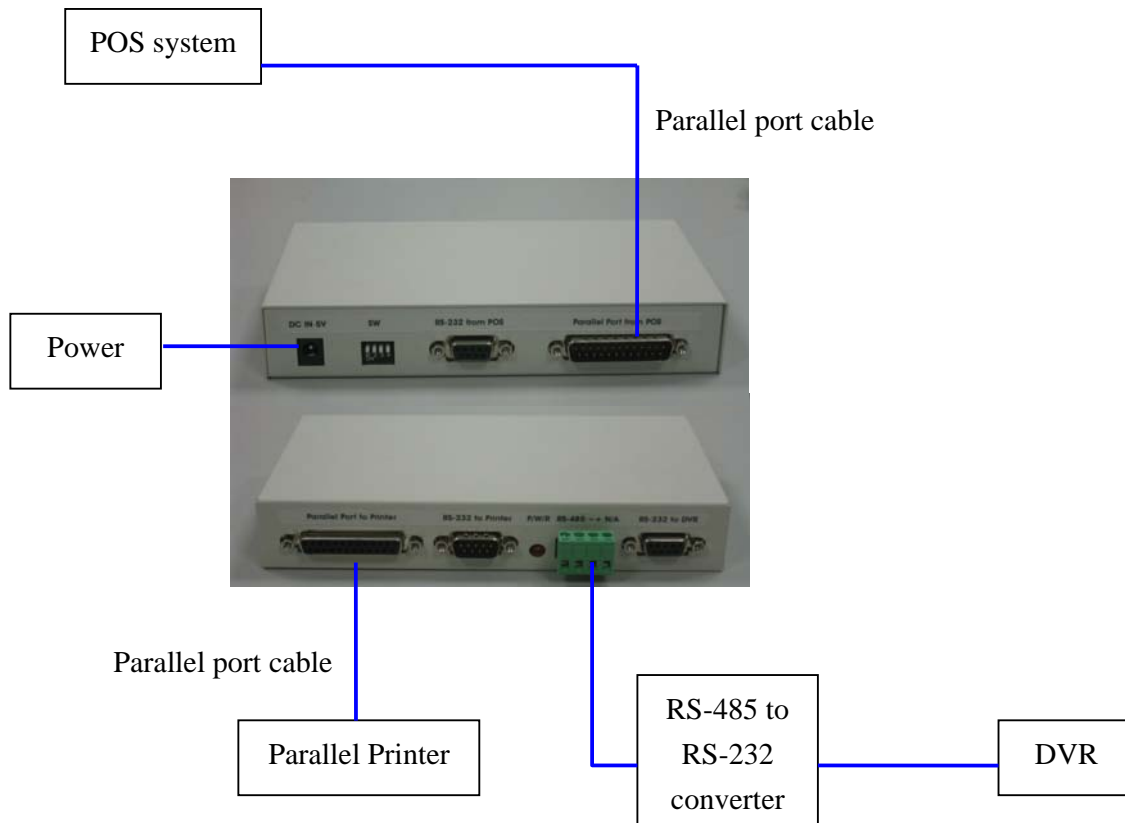 POS system
Parallel port cable
DC IN 5V
SW
RS-232 from POS
Parallel Port from POS
Power
Parallel Port to Printer
RS-232 to Printer
P/W/R
RS-485 − + N/A
RS-232 to DVR
Parallel port cable
Parallel Printer
RS-485 to
RS-232
converter
DVR